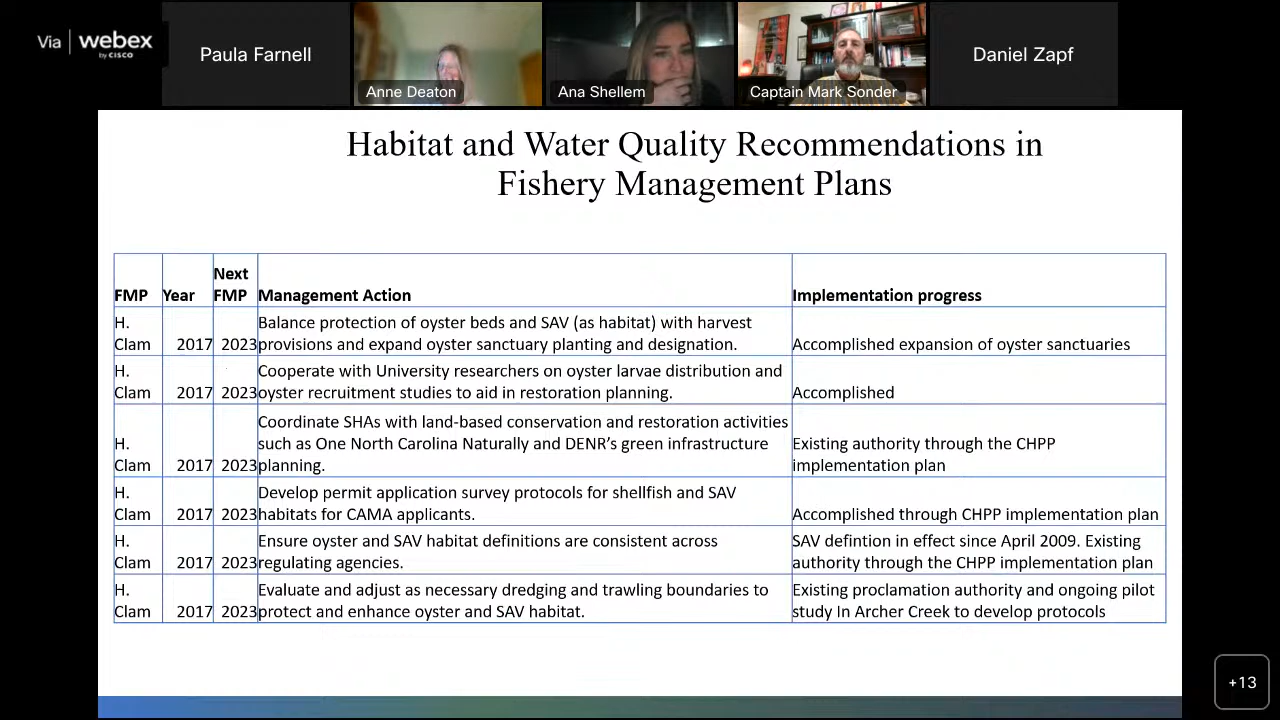 Via webex
by CISCO
Paula Farnell
Anne Deaton
Ana Shellem
Captain Mark Sonder
Daniel Zapf
Habitat and Water Quality Recommendations in
Fishery Management Plans
FMP Year Next FMP Management Action Implementation progress
H. Clam 2017 2023 Balance protection of oyster beds and SAV (as habitat) with harvest
provisions and expand oyster sanctuary planting and designation. Accomplished expansion of oyster sanctuaries
H. Clam 2017 2023 Cooperate with University researchers on oyster larvae distribution and
oyster recruitment studies to aid in restoration planning. Accomplished
H. Clam 2017 2023 Coordinate SHAs with land-based conservation and restoration activities
such as One North Carolina Naturally and DENR's green infrastructure
planning. Existing authority through the CHPP
implementation plan
H. Clam 2017 2023 Develop permit application survey protocols for shellfish and SAV
habitats for CAMA applicants. Accomplished through CHPP implementation plan
H. Clam 2017 2023 Ensure oyster and SAV habitat definitions are consistent across
regulating agencies. SAV defintion in effect since April 2009. Existing
authority through the CHPP implementation plan
H. Clam 2017 2023 Evaluate and adjust as necessary dredging and trawling boundaries to
protect and enhance oyster and SAV habitat. Existing proclamation authority and ongoing pilot
study In Archer Creek to develop protocols
+13